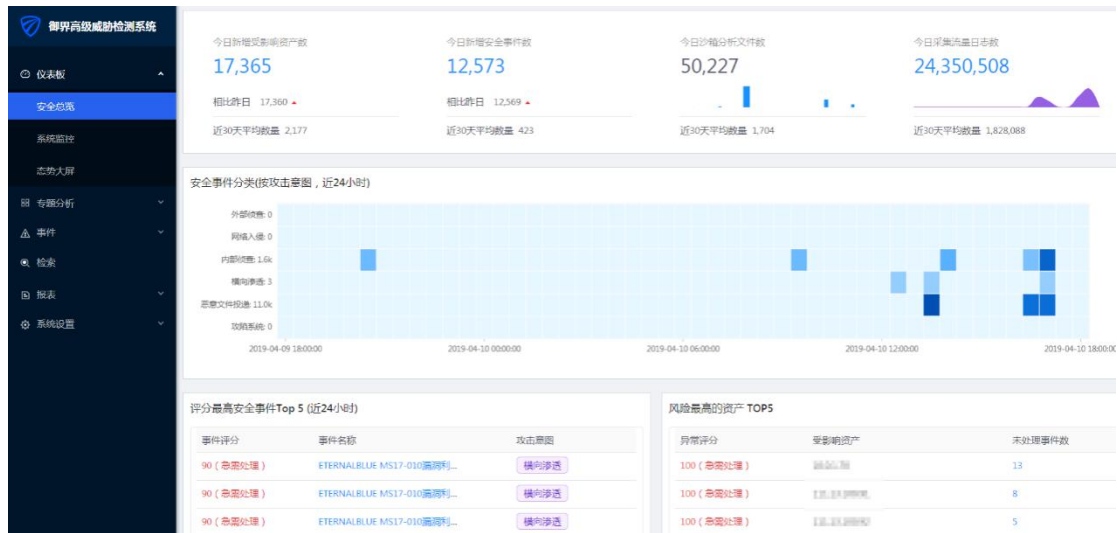 御界高级威胁检测系统
仪表板
安全总览
系统监控
态势大屏
专题分析
事件
检索
报表
系统设置
今日新增受影响资产数
17,365
相比昨日 17,360
近30天平均数量 2,177
今日新增安全事件数
12,573
相比昨日 12,569
近30天平均数量 423
今日沙箱分析文件数
50,227
近30天平均数量 1,704
今日采集流量日志数
24,350,508
近30天平均数量 1,828,088
安全事件分类(按攻击意图，近24小时)
外部侦查: 0
网络入侵: 0
内部侦查: 1.6k
横向渗透: 3
恶意文件投递: 11.0k
攻陷系统: 0
2019-04-09 18:00:00 2019-04-10 00:00:00 2019-04-10 06:00:00 2019-04-10 12:00:00 2019-04-10 18:00:00
评分最高安全事件Top 5 (近24小时)
事件评分 事件名称 攻击意图
90 ( 急需处理 ) ETERNALBLUE MS17-010漏洞利... 横向渗透
90 ( 急需处理 ) ETERNALBLUE MS17-010漏洞利... 横向渗透
90 ( 急需处理 ) ETERNALBLUE MS17-010漏洞利... 横向渗透
风险最高的资产 TOP5
异常评分 受影响资产 未处理事件数
100 ( 急需处理 ) 13
100 ( 急需处理 ) 8
100 ( 急需处理 ) 5